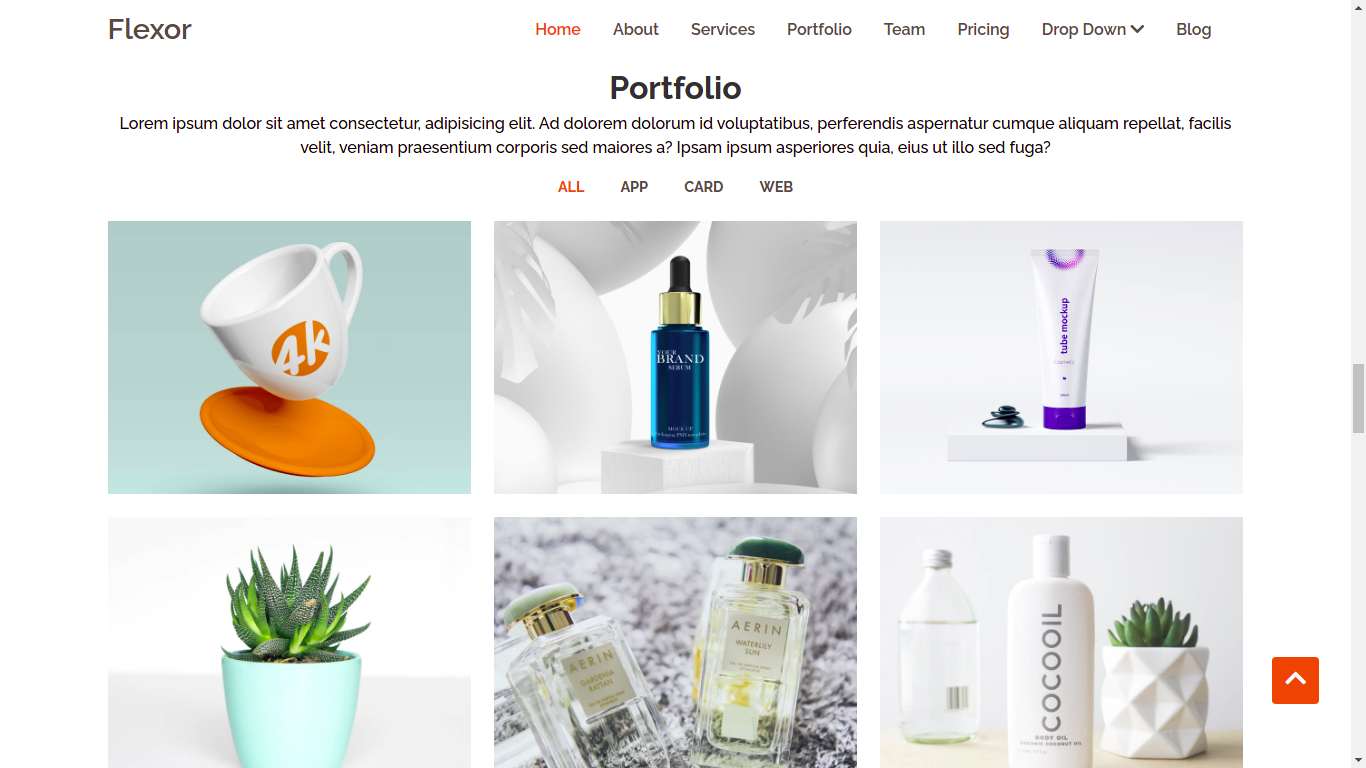 Flexor
Home About Services Portfolio Team Pricing Drop Down Blog
Portfolio
Lorem ipsum dolor sit amet consectetur, adipisicing elit. Ad dolorem dolorum id voluptatibus, perferendis aspernatur cumque aliquam repellat, facilis
velit, veniam praesentium corporis sed maiores a? Ipsam ipsum asperiores quia, eius ut illo sed fuga?
ALL APP CARD WEB
4k
YOUR
BRAND
SERUM
MOCK UP
tube mockup
Cosmetic
AERIN
GARDENIA
RATTAN
AERIN
WATERLILY
SUN
COCOOIL
BODY OIL
ORGANIC COCONUT OIL